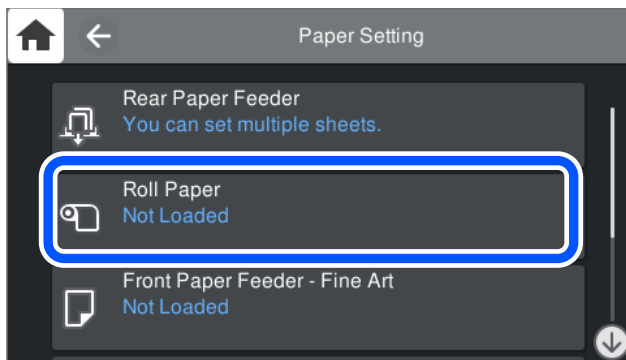 Paper Setting
Rear Paper Feeder
You can set multiple sheets.
Roll Paper
Not Loaded
Front Paper Feeder - Fine Art
Not Loaded